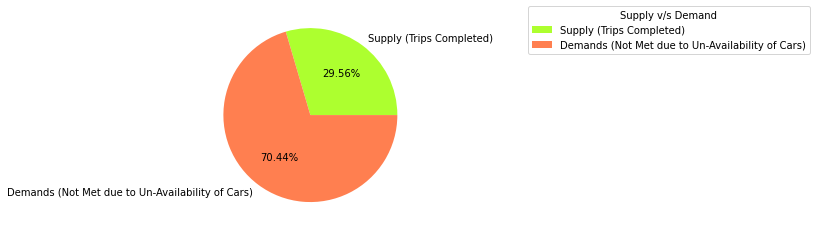 Supply v/s Demand
Supply (Trips Completed)
Demands (Not Met due to Un-Availability of Cars)
Supply (Trips Completed)
29.56%
70.44%
Demands (Not Met due to Un-Availability of Cars)